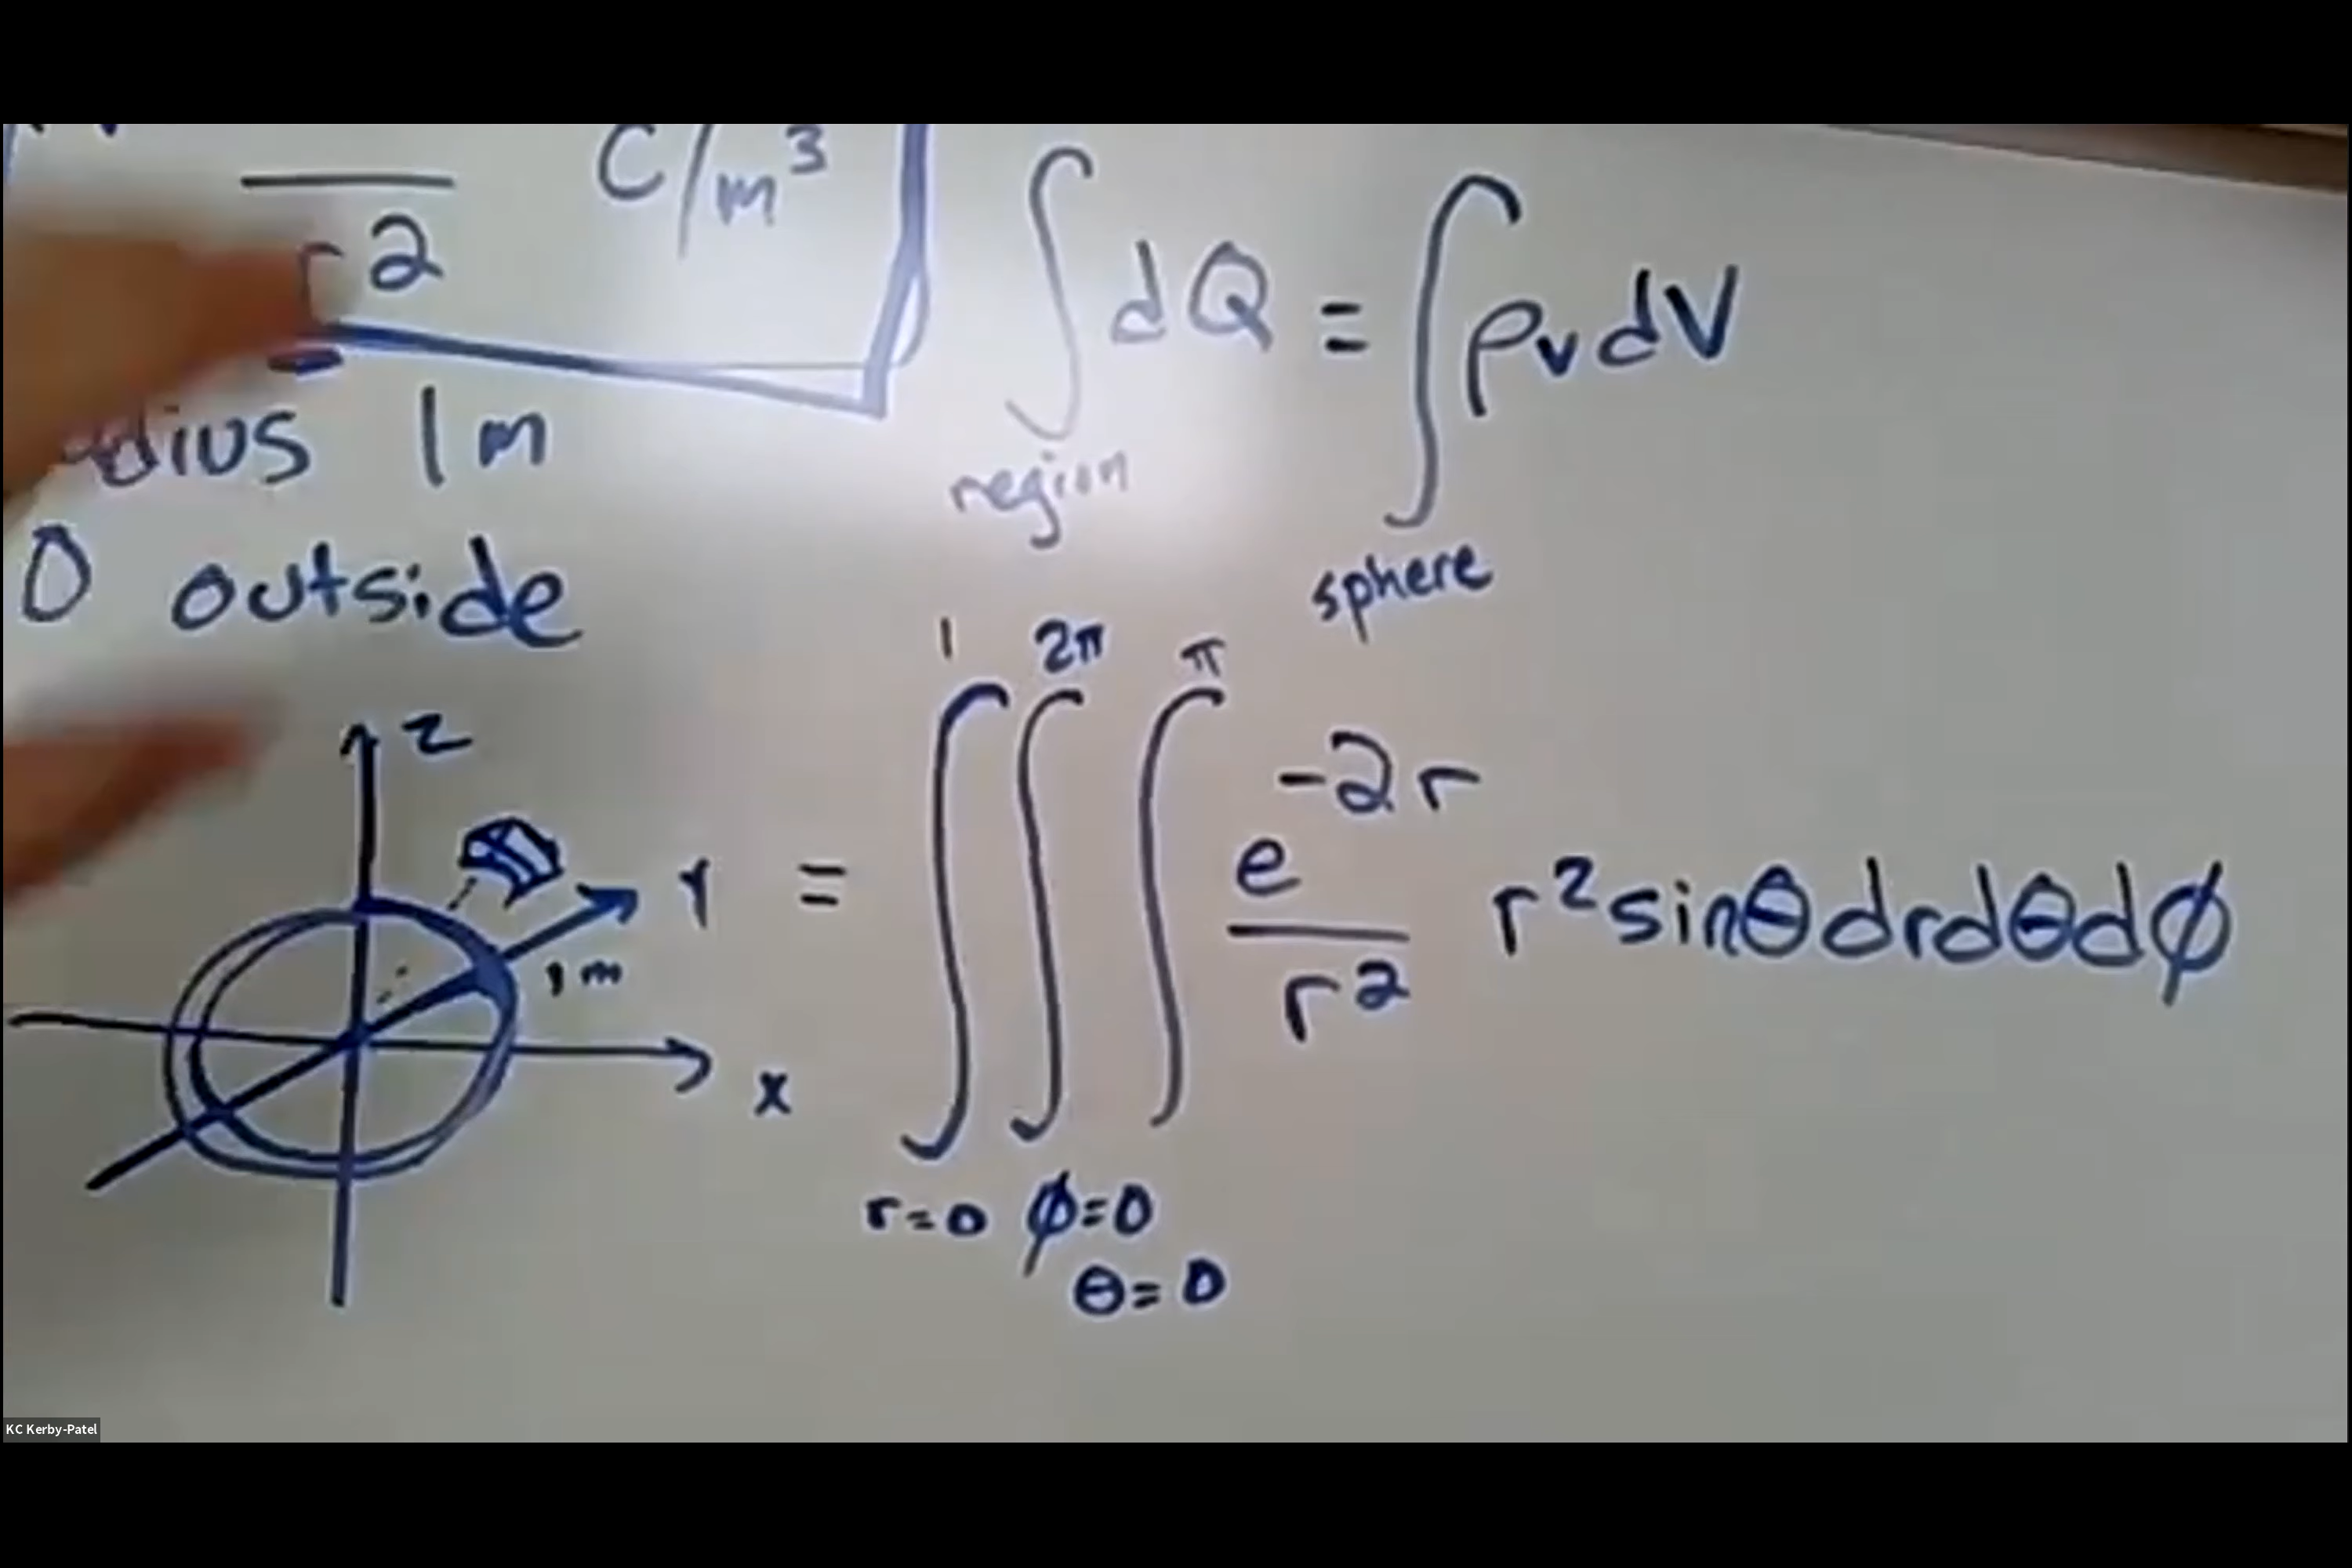 C/m³
r²
∫ dQ = ∫ ρv dV
region
sphere
dius 1m
0 outside
z
y
1m
x
= ∫ ∫ ∫ e^-2r / r² r² sinθ dr dθ dϕ
1 2π π
r=0 ϕ=0
θ=0
KC Kerby-Patel